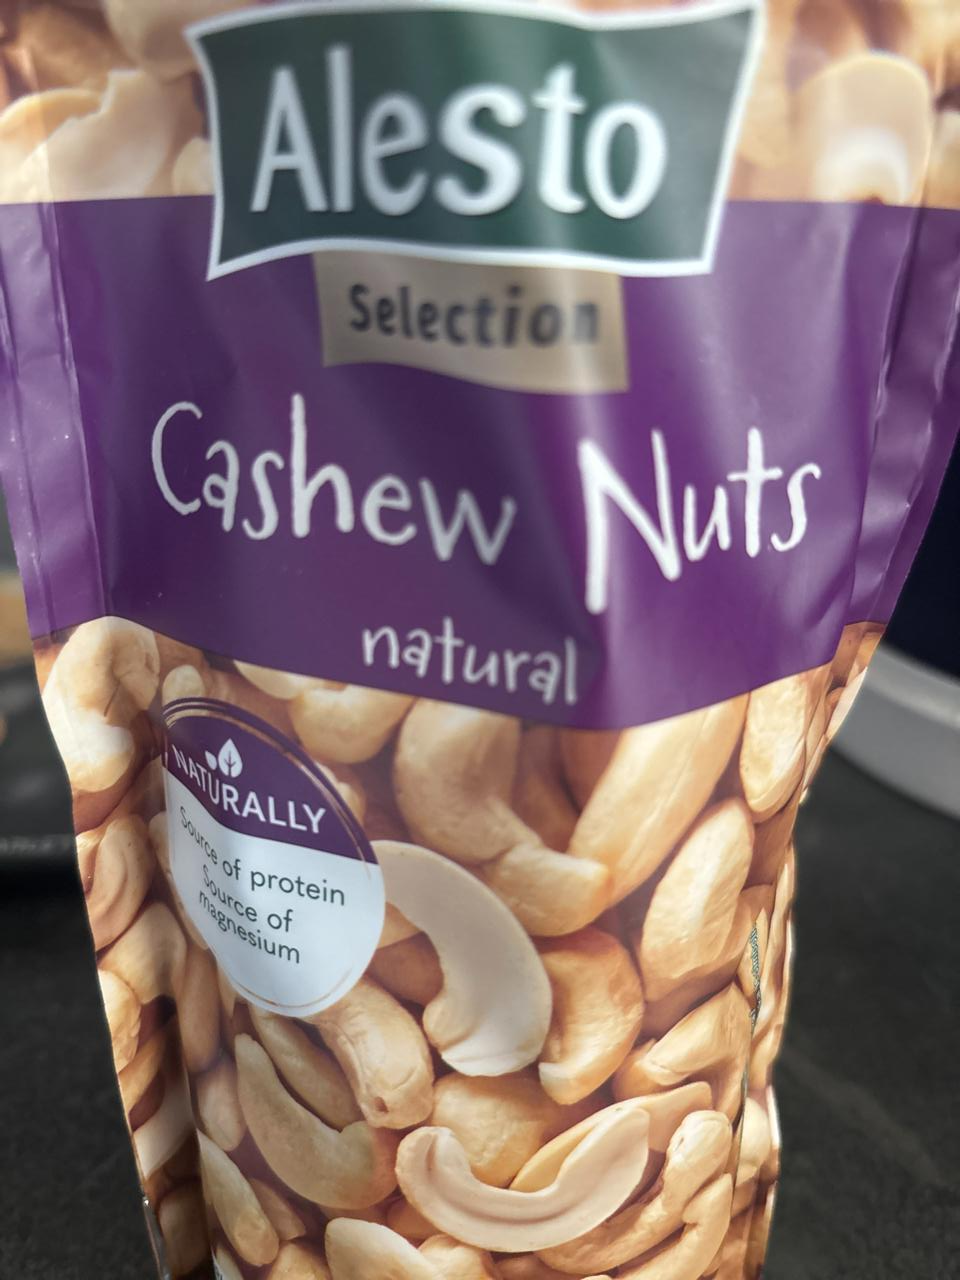 Alesto
Selection
Cashew Nuts
natural
NATURALLY
Source of protein
Source of
magnesium